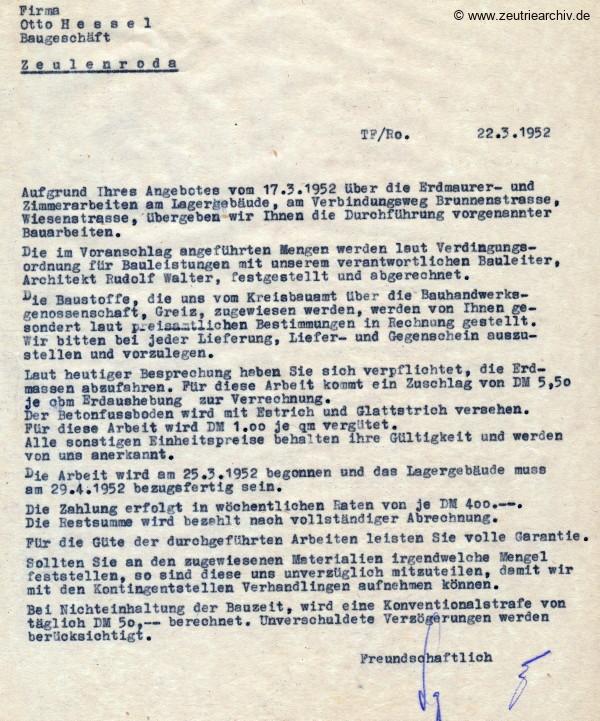 Firma
© www.zeutriearchiv.de
Otto H e s s e l
Baugeschäft
Z e u l e n r o d a
TF/Ro. 22.3.1952
Aufgrund Ihres Angebotes vom 17.3.1952 über die Erdmaurer- und
Zimmerarbeiten am Lagergebäude, am Verbindungsweg Brunnenstrasse,
Wiesenstrasse, übergeben wir Ihnen die Durchführung vorgenannter
Bauarbeiten.
Die im Voranschlag angeführten Mengen werden laut Verdingungs-
ordnung für Bauleistungen mit unserem verantwortlichen Bauleiter,
Architekt Rudolf Walter, festgestellt und abgerechnet.
Die Baustoffe, die uns vom Kreisbauamt über die Bauhandwerks-
genossenschaft, Greiz, zugewiesen werden, werden von Ihnen ge-
sondert laut preisamtlichen Bestimmungen in Rechnung gestellt.
Wir bitten bei jeder Lieferung, Liefer- und Gegenschein auszu-
stellen und vorzulegen.
Laut heutiger Besprechung haben Sie sich verpflichtet, die Erd-
massen abzufahren. Für diese Arbeit kommt ein Zuschlag von DM 5,50
je cbm Erdaushebung zur Verrechnung.
Der Betonfussboden wird mit Estrich und Glattstrich versehen.
Für diese Arbeit wird DM 1.00 je qm vergütet.
Alle sonstigen Einheitspreise behalten ihre Gültigkeit und werden
von uns anerkannt.
Die Arbeit wird am 25.3.1952 begonnen und das Lagergebäude muss
am 29.4.1952 bezugsfertig sein.
Die Zahlung erfolgt in wöchentlichen Raten von je DM 400.--.
Die Restsumme wird bezehlt nach vollständiger Abrechnung.
Für die Güte der durchgeführten Arbeiten leisten Sie volle Garantie.
Sollten Sie an den zugewiesenen Materialien irgendwelche Mengel
feststellen, so sind diese uns unverzüglich mitzuteilen, damit wir
mit den Kontingentstellen Verhandlingen aufnehmen können.
Bei Nichteinhaltung der Bauzeit, wird eine Konventionalstrafe von
täglich DM 50,-- berechnet. Unverschuldete Verzögerungen werden
berücksichtigt.
Freundschaftlich